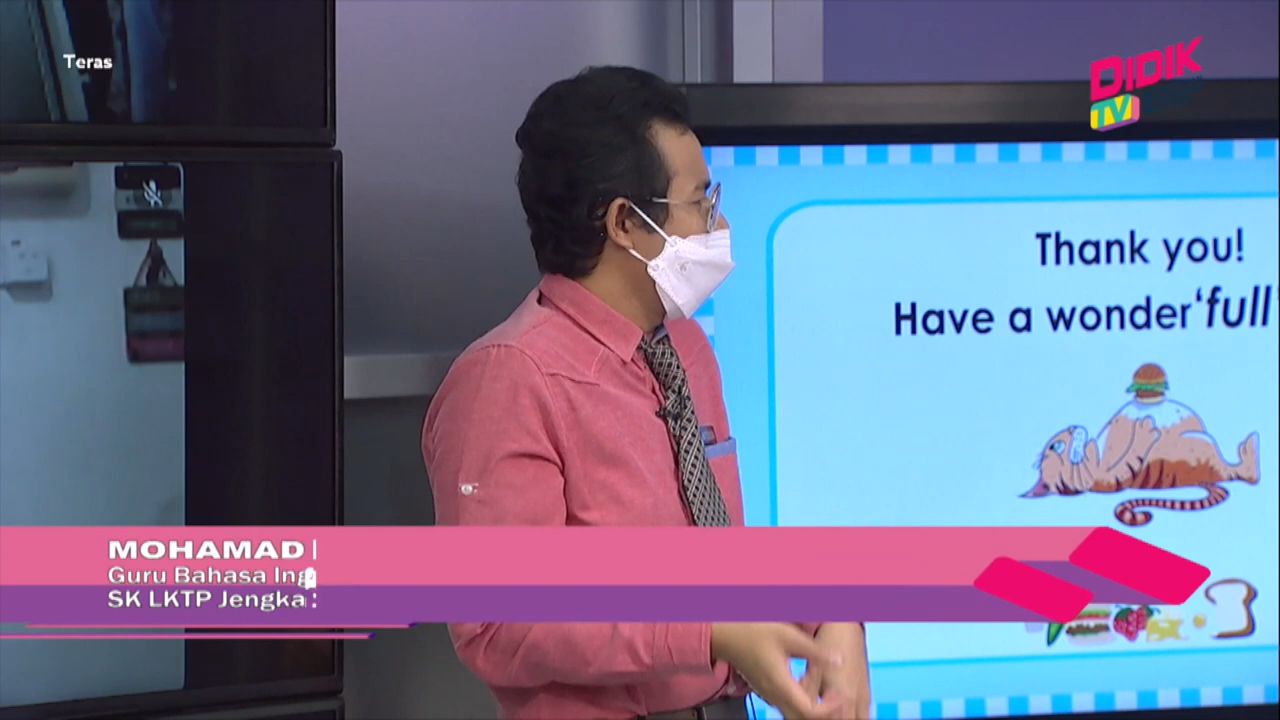 Teras
DIDIK
TV
Thank you!
Have a wonder‘full
MOHAMAD
Guru Bahasa Ing
SK LKTP Jengka